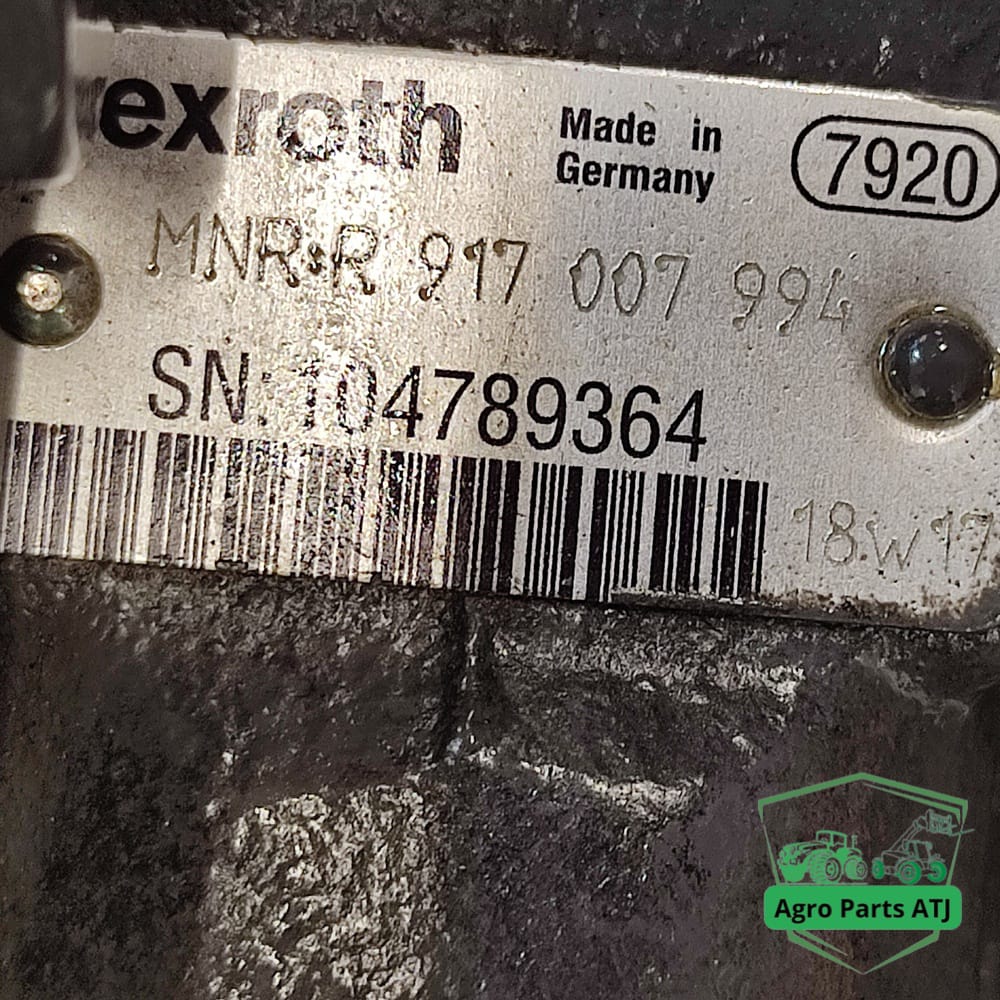 exroth
Made in
Germany
7920
MNR:R 917 007 994
SN: 104789364
18w17
Agro Parts ATJ